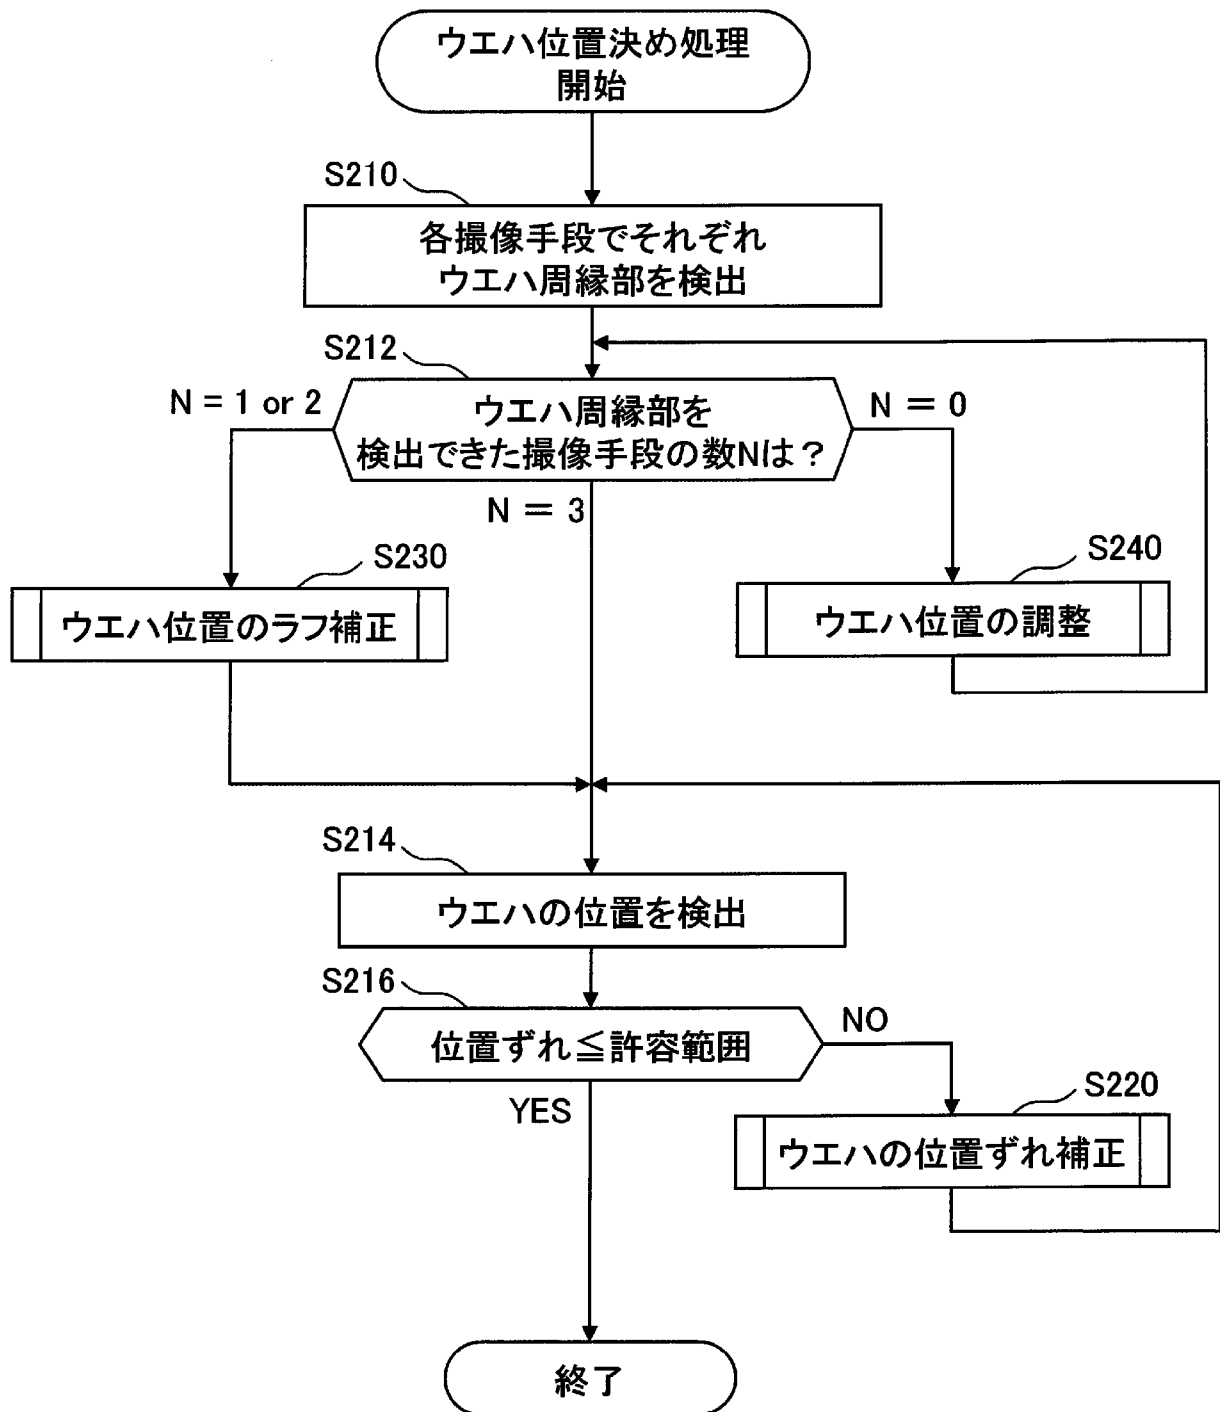 ウエハ位置決め処理
開始
S210
各撮像手段でそれぞれ
ウエハ周縁部を検出
S212
N = 1 or 2
ウエハ周縁部を
検出できた撮像手段の数Nは？
N = 0
N = 3
S230
ウエハ位置のラフ補正
S240
ウエハ位置の調整
S214
ウエハの位置を検出
S216
位置ずれ≦許容範囲
NO
YES
S220
ウエハの位置ずれ補正
終了